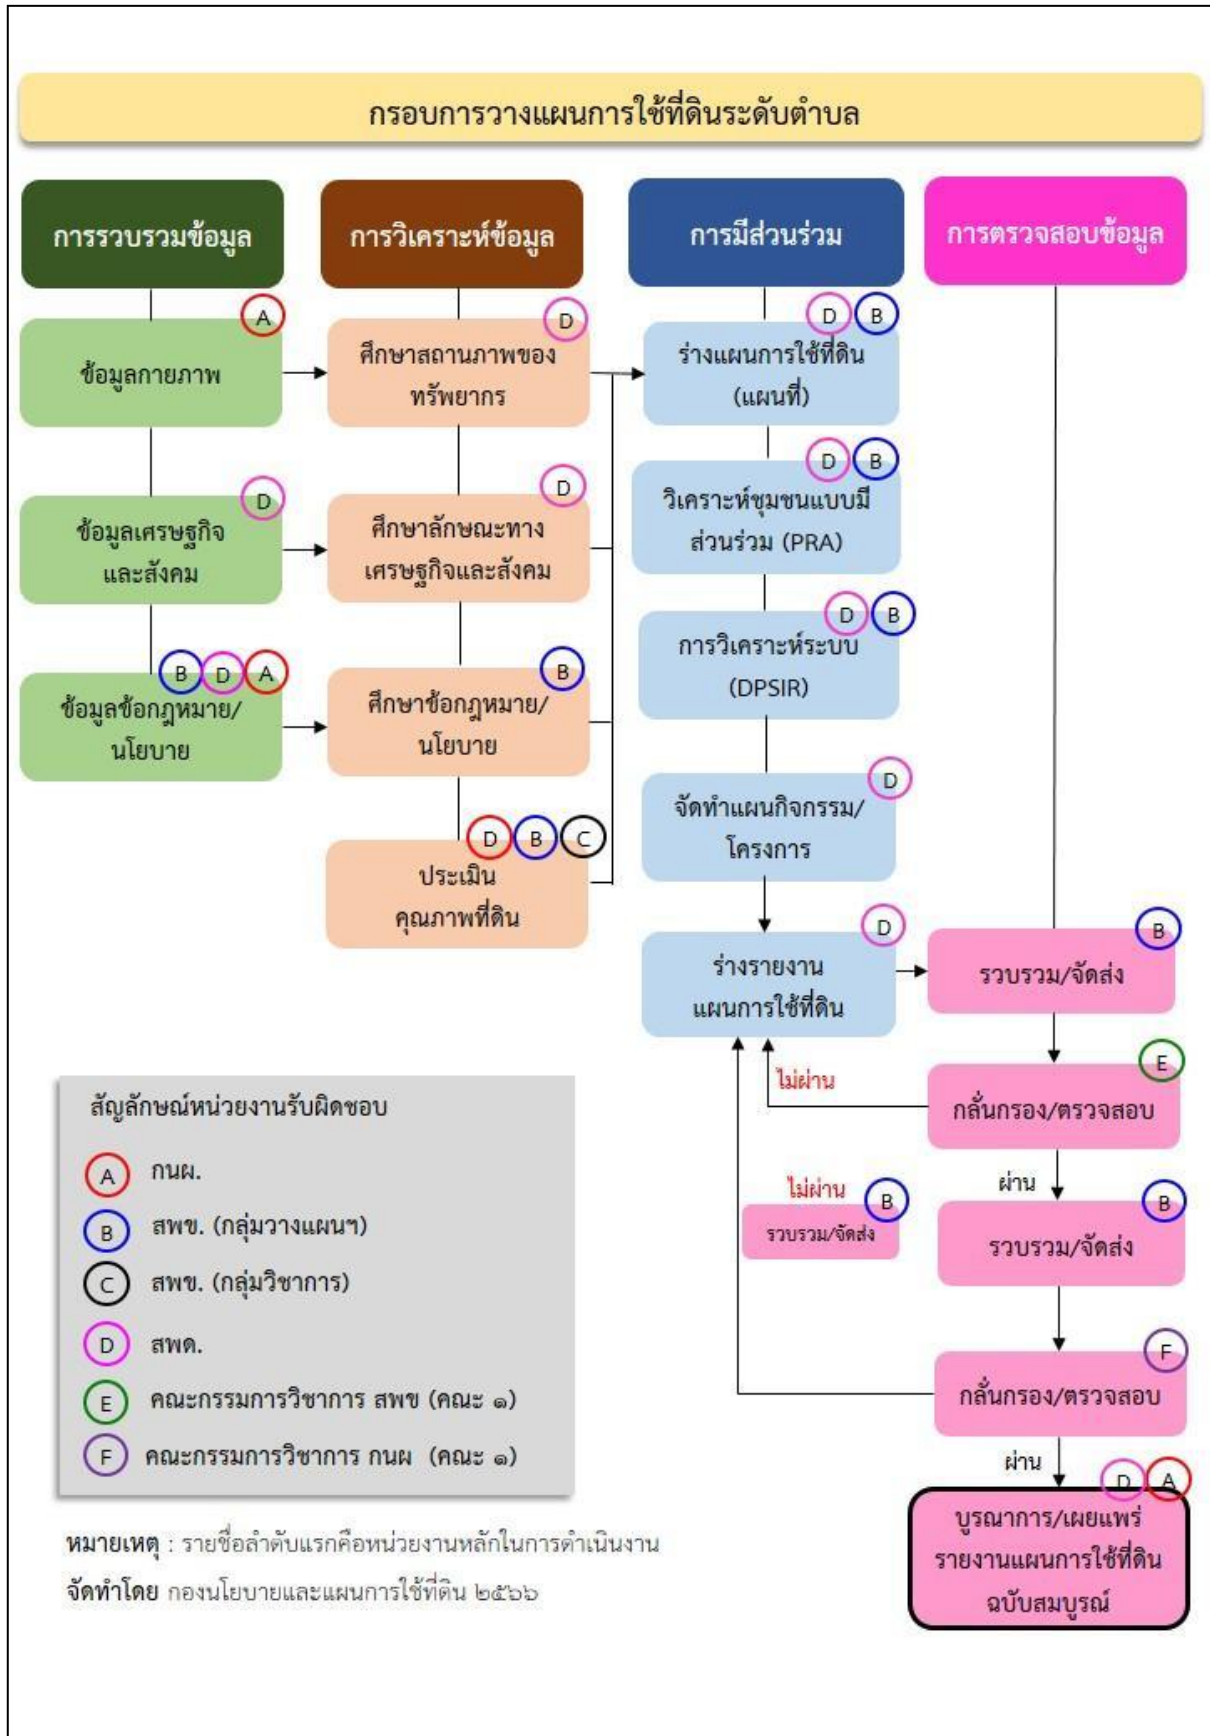 กรอบการวางแผนการใช้ที่ดินระดับตำบล
การรวบรวมข้อมูล
A
ข้อมูลกายภาพ
D
ข้อมูลเศรษฐกิจ
และสังคม
B D A
ข้อมูลข้อกฎหมาย/
นโยบาย
การวิเคราะห์ข้อมูล
D
ศึกษาสถานภาพของ
ทรัพยากร
D
ศึกษาลักษณะทาง
เศรษฐกิจและสังคม
B
ศึกษาข้อกฎหมาย/
นโยบาย
D B C
ประเมิน
คุณภาพที่ดิน
การมีส่วนร่วม
D B
ร่างแผนการใช้ที่ดิน
(แผนที่)
D B
วิเคราะห์ชุมชนแบบมี
ส่วนร่วม (PRA)
D B
การวิเคราะห์ระบบ
(DPSIR)
D
จัดทำแผนกิจกรรม/
โครงการ
D
ร่างรายงาน
แผนการใช้ที่ดิน
การตรวจสอบข้อมูล
B
รวบรวม/จัดส่ง
E
กลั่นกรอง/ตรวจสอบ
ไม่ผ่าน
ผ่าน
B
รวบรวม/จัดส่ง
F
กลั่นกรอง/ตรวจสอบ
ไม่ผ่าน
B
รวบรวม/จัดส่ง
ผ่าน
D A
บูรณาการ/เผยแพร่
รายงานแผนการใช้ที่ดิน
ฉบับสมบูรณ์
สัญลักษณ์หน่วยงานรับผิดชอบ
A กนผ.
B สพข. (กลุ่มวางแผนฯ)
C สพข. (กลุ่มวิชาการ)
D สพด.
E คณะกรรมการวิชาการ สพข (คณะ ๑)
F คณะกรรมการวิชาการ กนผ (คณะ ๑)
หมายเหตุ : รายชื่อลำดับแรกคือหน่วยงานหลักในการดำเนินงาน
จัดทำโดย กองนโยบายและแผนการใช้ที่ดิน ๒๕๖๖